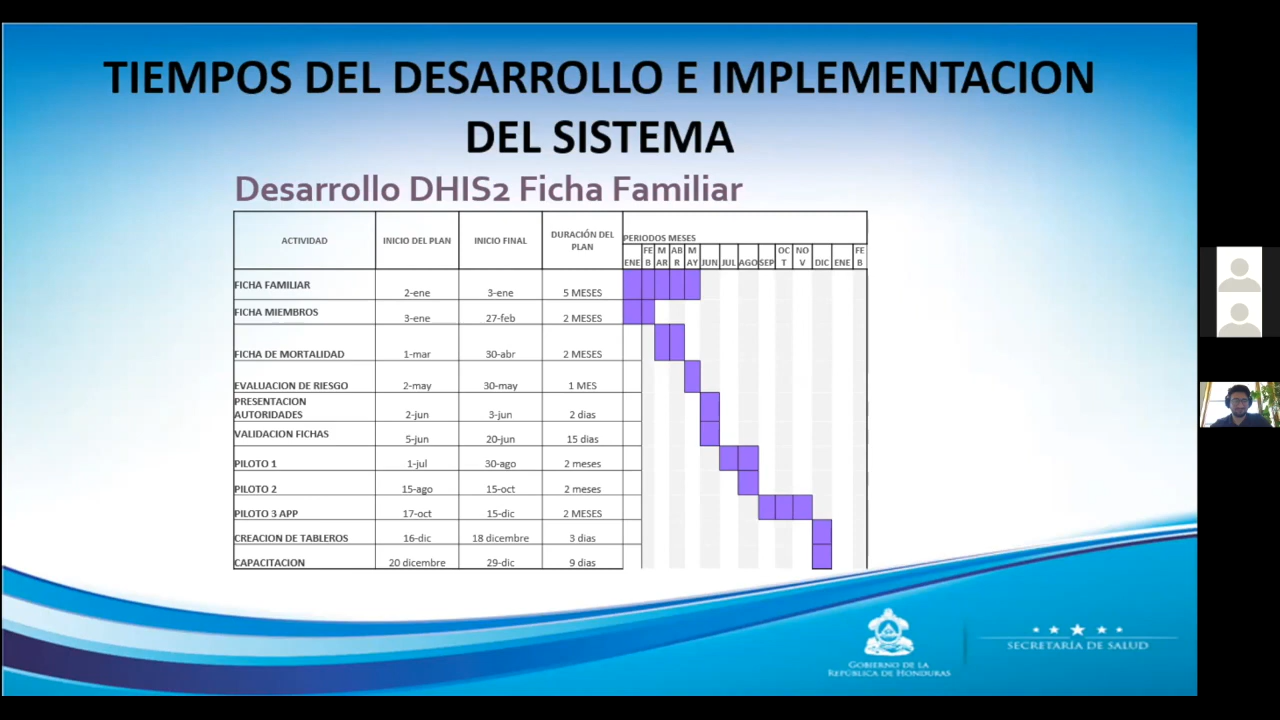 TIEMPOS DEL DESARROLLO E IMPLEMENTACION
DEL SISTEMA
Desarrollo DHIS2 Ficha Familiar
ACTIVIDAD INICIO DEL PLAN INICIO FINAL DURACIÓN DEL PLAN PERIODOS MESES
ENE FEB MAR ABR MAY JUN JUL AGO SEP OCT NOV DIC ENE FEB
FICHA FAMILIAR 2-ene 3-ene 5 MESES
FICHA MIEMBROS 3-ene 27-feb 2 MESES
FICHA DE MORTALIDAD 1-mar 30-abr 2 MESES
EVALUACION DE RIESGO 2-may 30-may 1 MES
PRESENTACION AUTORIDADES 2-jun 3-jun 2 dias
VALIDACION FICHAS 5-jun 20-jun 15 dias
PILOTO 1 1-jul 30-ago 2 meses
PILOTO 2 15-ago 15-oct 2 meses
PILOTO 3 APP 17-oct 15-dic 2 MESES
CREACION DE TABLEROS 16-dic 18 dicembre 3 dias
CAPACITACION 20 dicembre 29-dic 9 dias
GOBIERNO DE LA
REPÚBLICA DE HONDURAS
SECRETARÍA DE SALUD